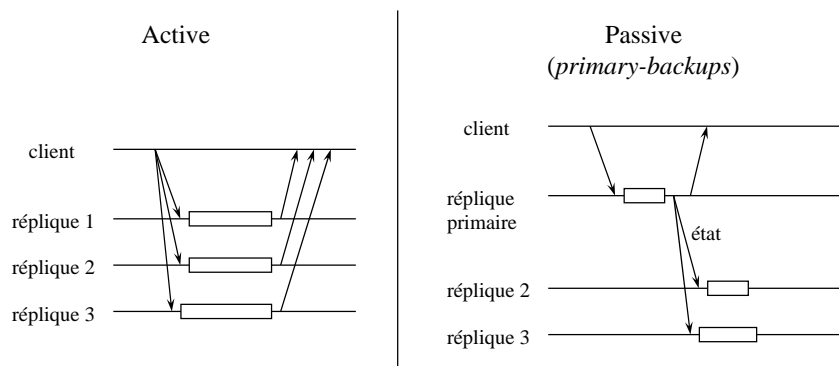 Active
client
réplique 1
réplique 2
réplique 3
Passive
(primary-backups)
client
réplique
primaire
état
réplique 2
réplique 3